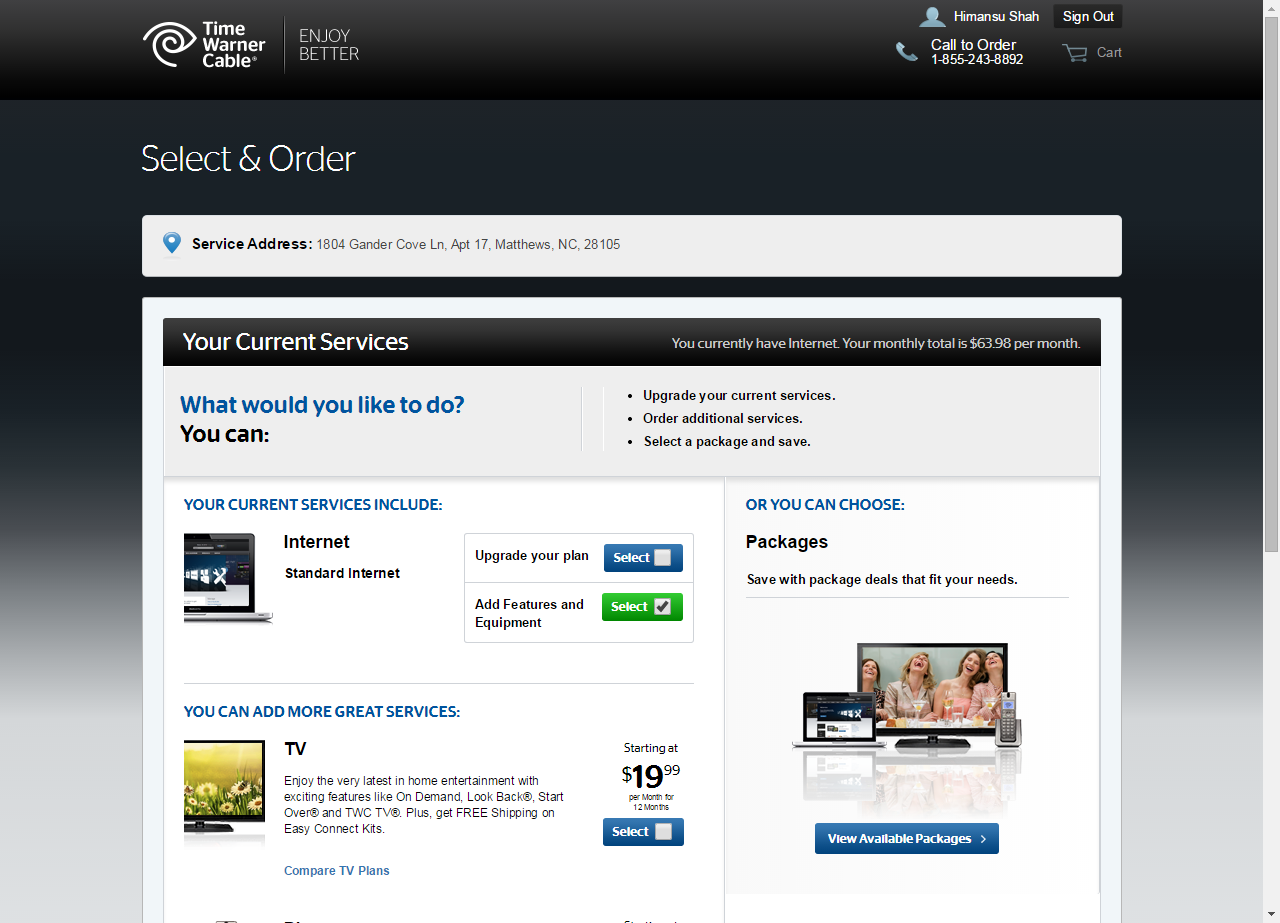 Time
Warner
Cable®
ENJOY
BETTER
Himansu Shah
Sign Out
Call to Order
1-855-243-8892
Cart
Select & Order
Service Address: 1804 Gander Cove Ln, Apt 17, Matthews, NC, 28105
Your Current Services
You currently have Internet. Your monthly total is $63.98 per month.
What would you like to do?
You can:
• Upgrade your current services.
• Order additional services.
• Select a package and save.
YOUR CURRENT SERVICES INCLUDE:
Internet
Standard Internet
Upgrade your plan
Select
Add Features and
Equipment
Select
YOU CAN ADD MORE GREAT SERVICES:
TV
Enjoy the very latest in home entertainment with
exciting features like On Demand, Look Back®, Start
Over® and TWC TV®. Plus, get FREE Shipping on
Easy Connect Kits.
Compare TV Plans
Starting at
$19.99
per Month for
12 Months
Select
OR YOU CAN CHOOSE:
Packages
Save with package deals that fit your needs.
View Available Packages >